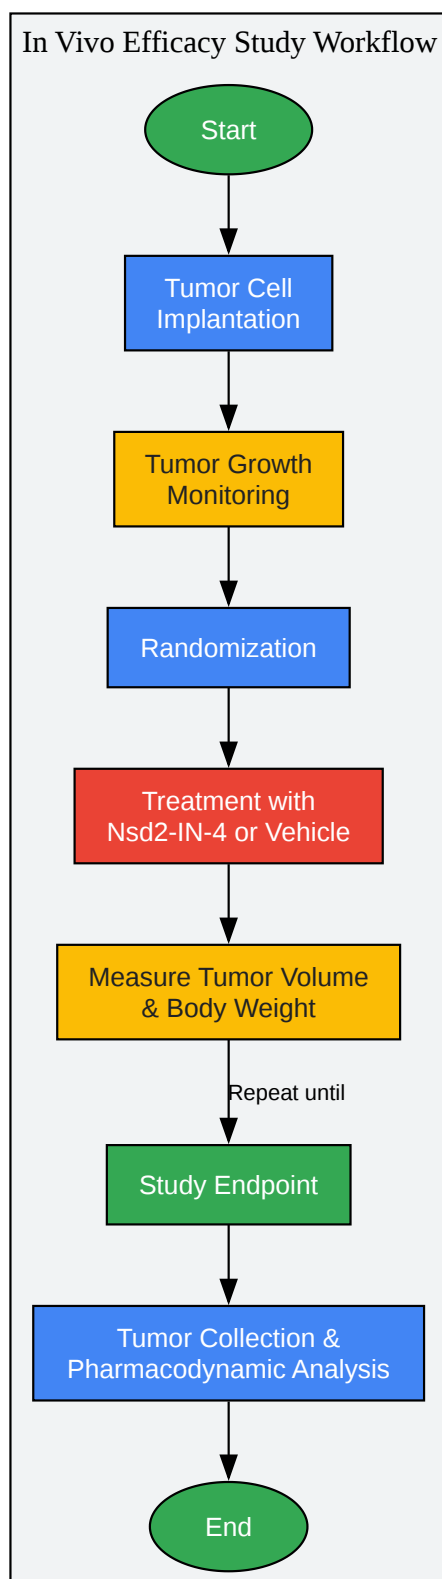 In Vivo Efficacy Study Workflow
Start
Tumor Cell
Implantation
Tumor Growth
Monitoring
Randomization
Treatment with
Nsd2-IN-4 or Vehicle
Measure Tumor Volume
& Body Weight
Repeat until
Study Endpoint
Tumor Collection &
Pharmacodynamic Analysis
End